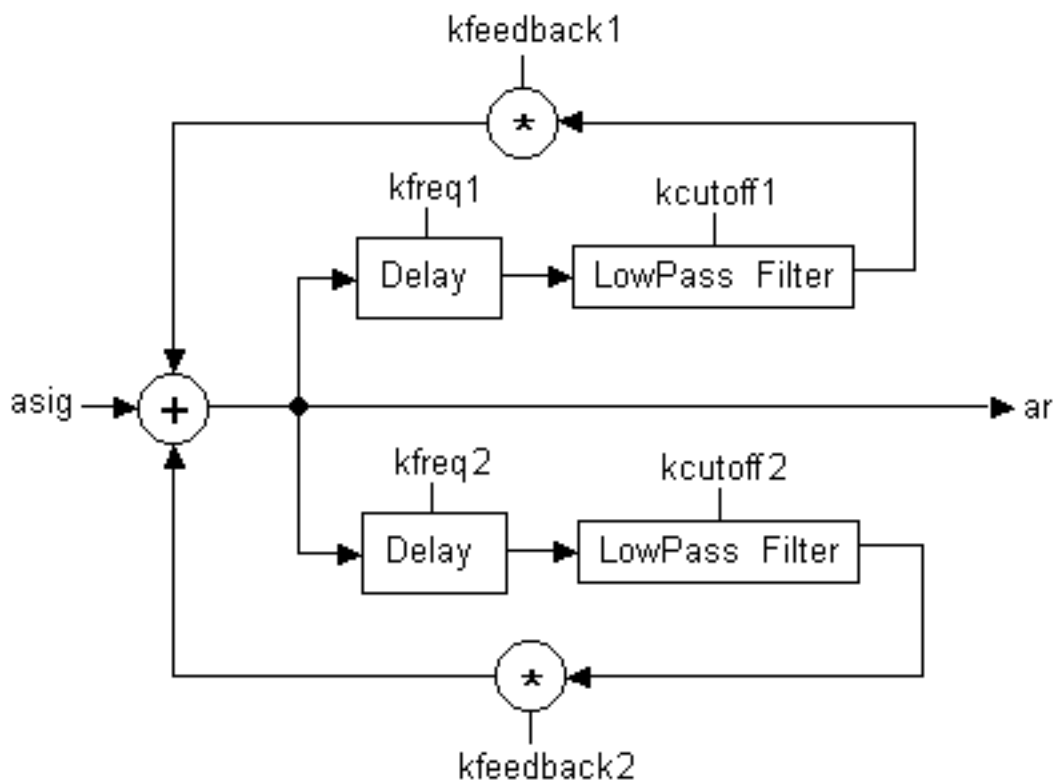 kfeedback1
*
kfreq1
kcutoff1
Delay
LowPass Filter
asig
+
ar
kfreq2
kcutoff2
Delay
LowPass Filter
*
kfeedback2